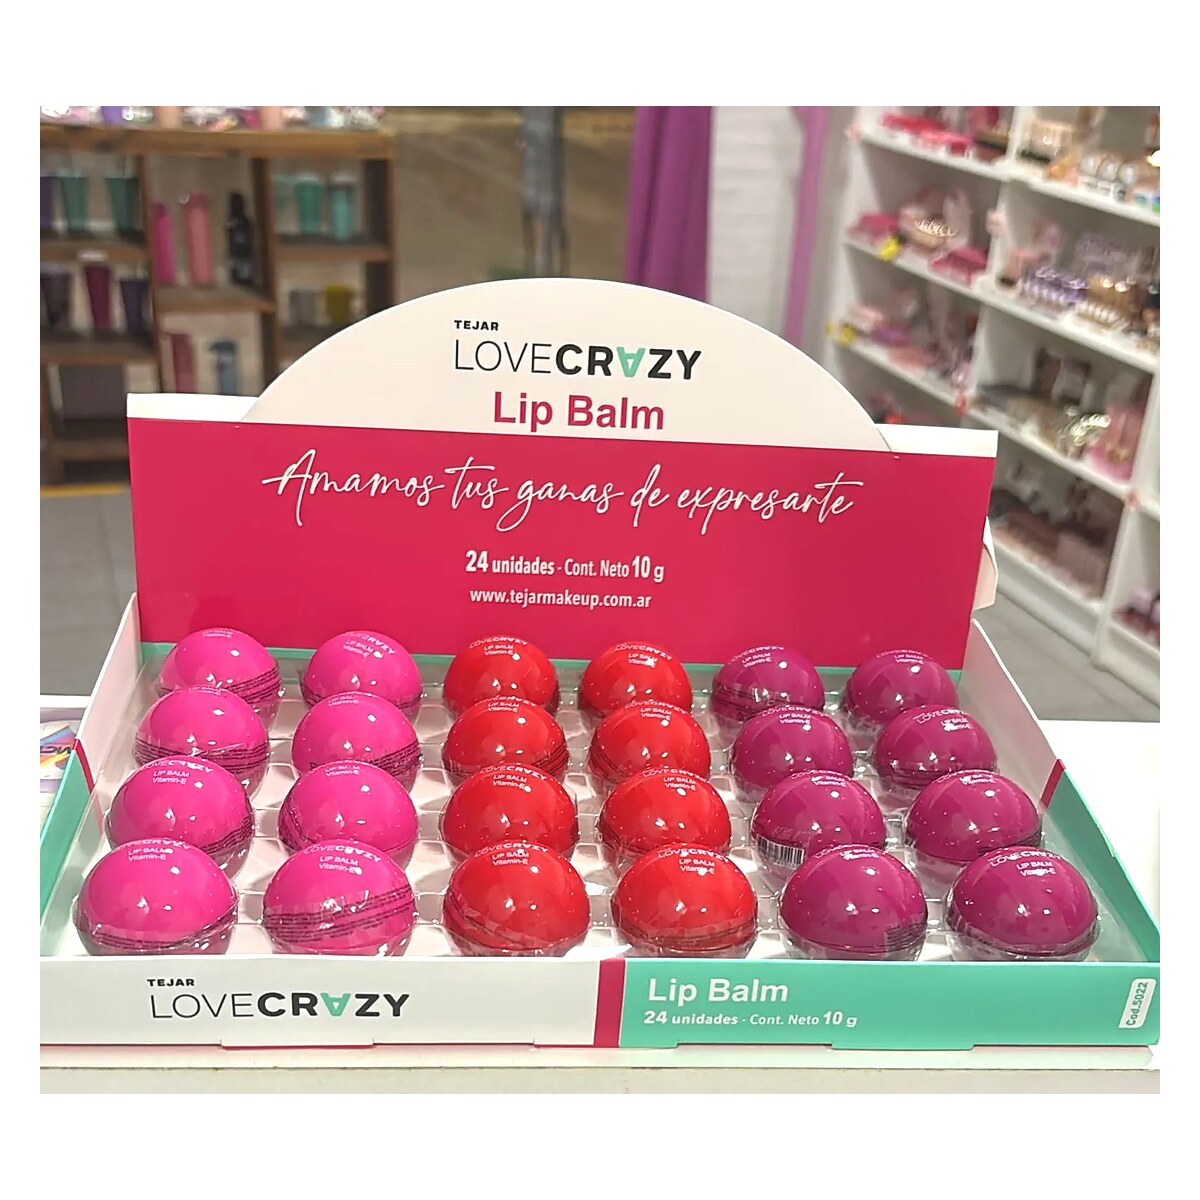 TEJAR
LOVECRAZY
Lip Balm
Amamos tus ganas de expresarte
24 unidades - Cont. Neto 10 g
www.tejarmakeup.com.ar
LOVECRAZY
LIP BALM
Vitamin-E
TEJAR
LOVECRAZY
Lip Balm
24 unidades - Cont. Neto 10 g
Cod.5022